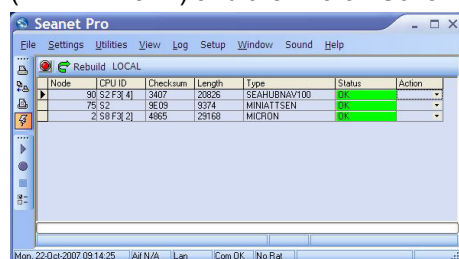 Seanet Pro
File Settings Utilities View Log Setup Window Sound Help
Rebuild LOCAL
Node CPU ID Checksum Length Type Status Action
90 S2 F3[ 4] 3407 20826 SEAHUBNAV100 OK
75 S2 9E09 9374 MINIATTSEN OK
2 S8 F3[ 2] 4865 29168 MICRON OK
Mon, 22-Oct-2007 09:14:25 Aif N/A Lan Com OK No Bat